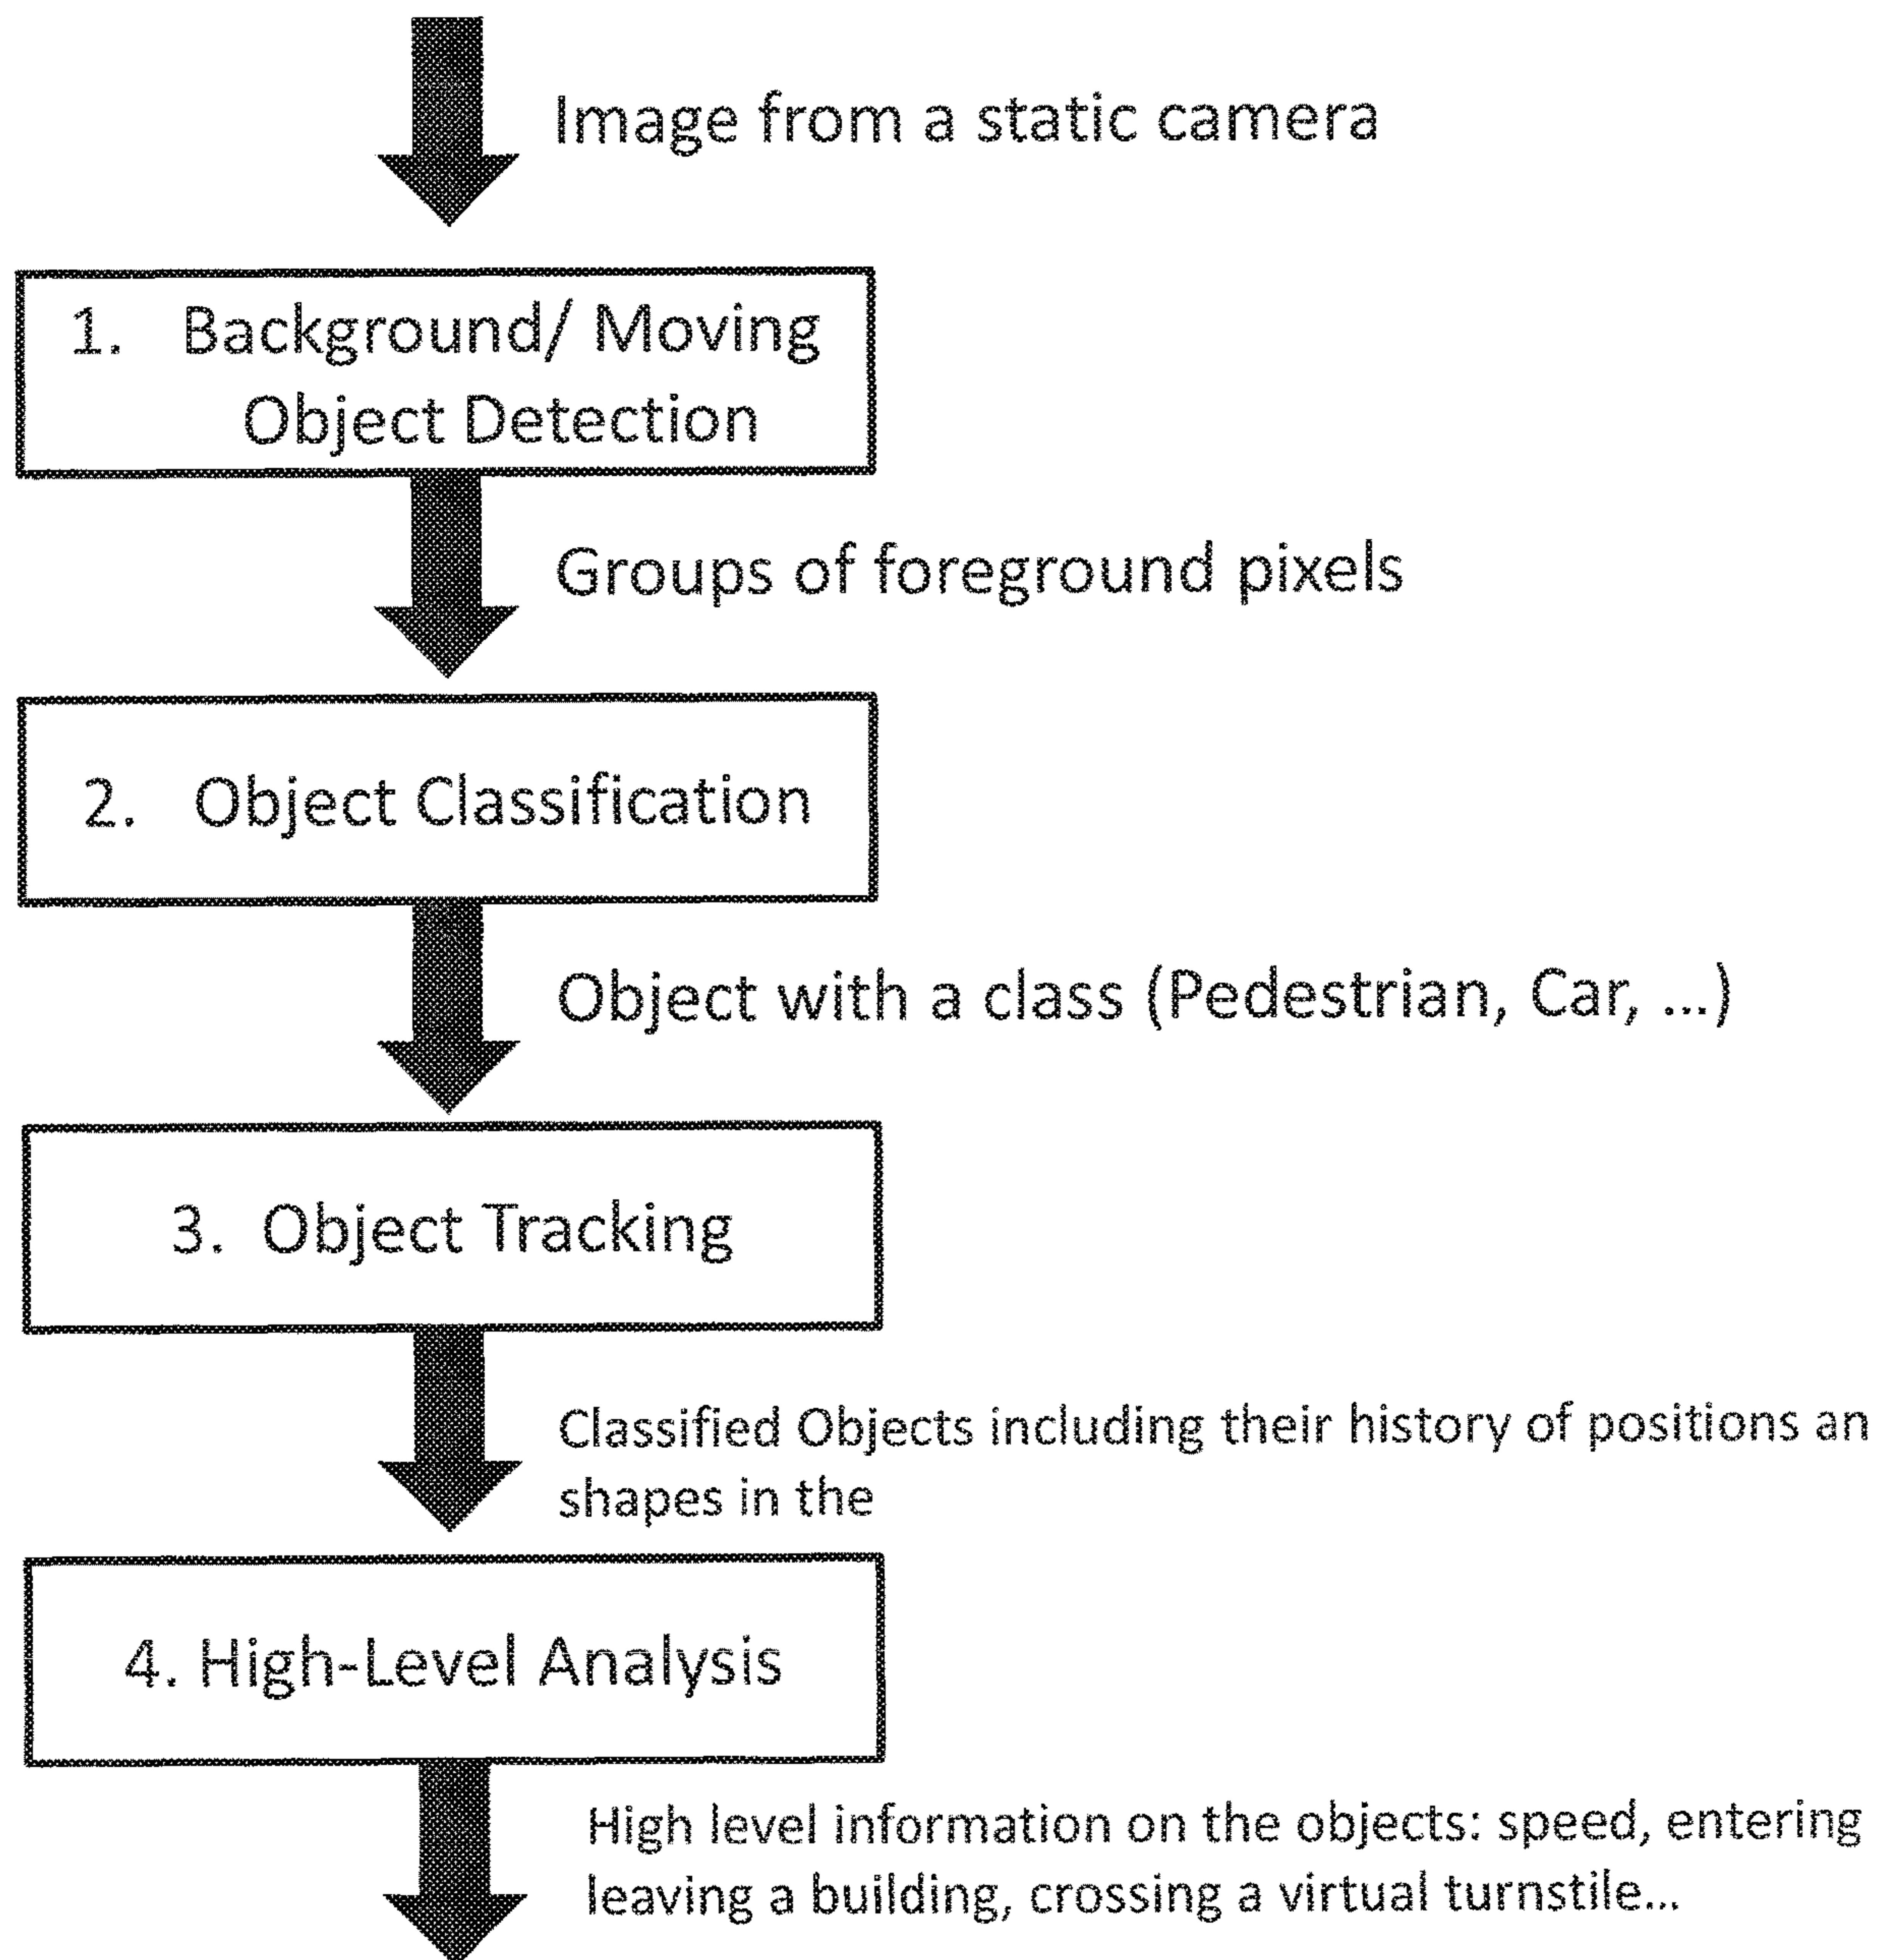 Image from a static camera
1. Background/ Moving
Object Detection
Groups of foreground pixels
2. Object Classification
Object with a class (Pedestrian, Car, ...)
3. Object Tracking
Classified Objects including their history of positions an
shapes in the
4. High-Level Analysis
High level information on the objects: speed, entering
leaving a building, crossing a virtual turnstile...